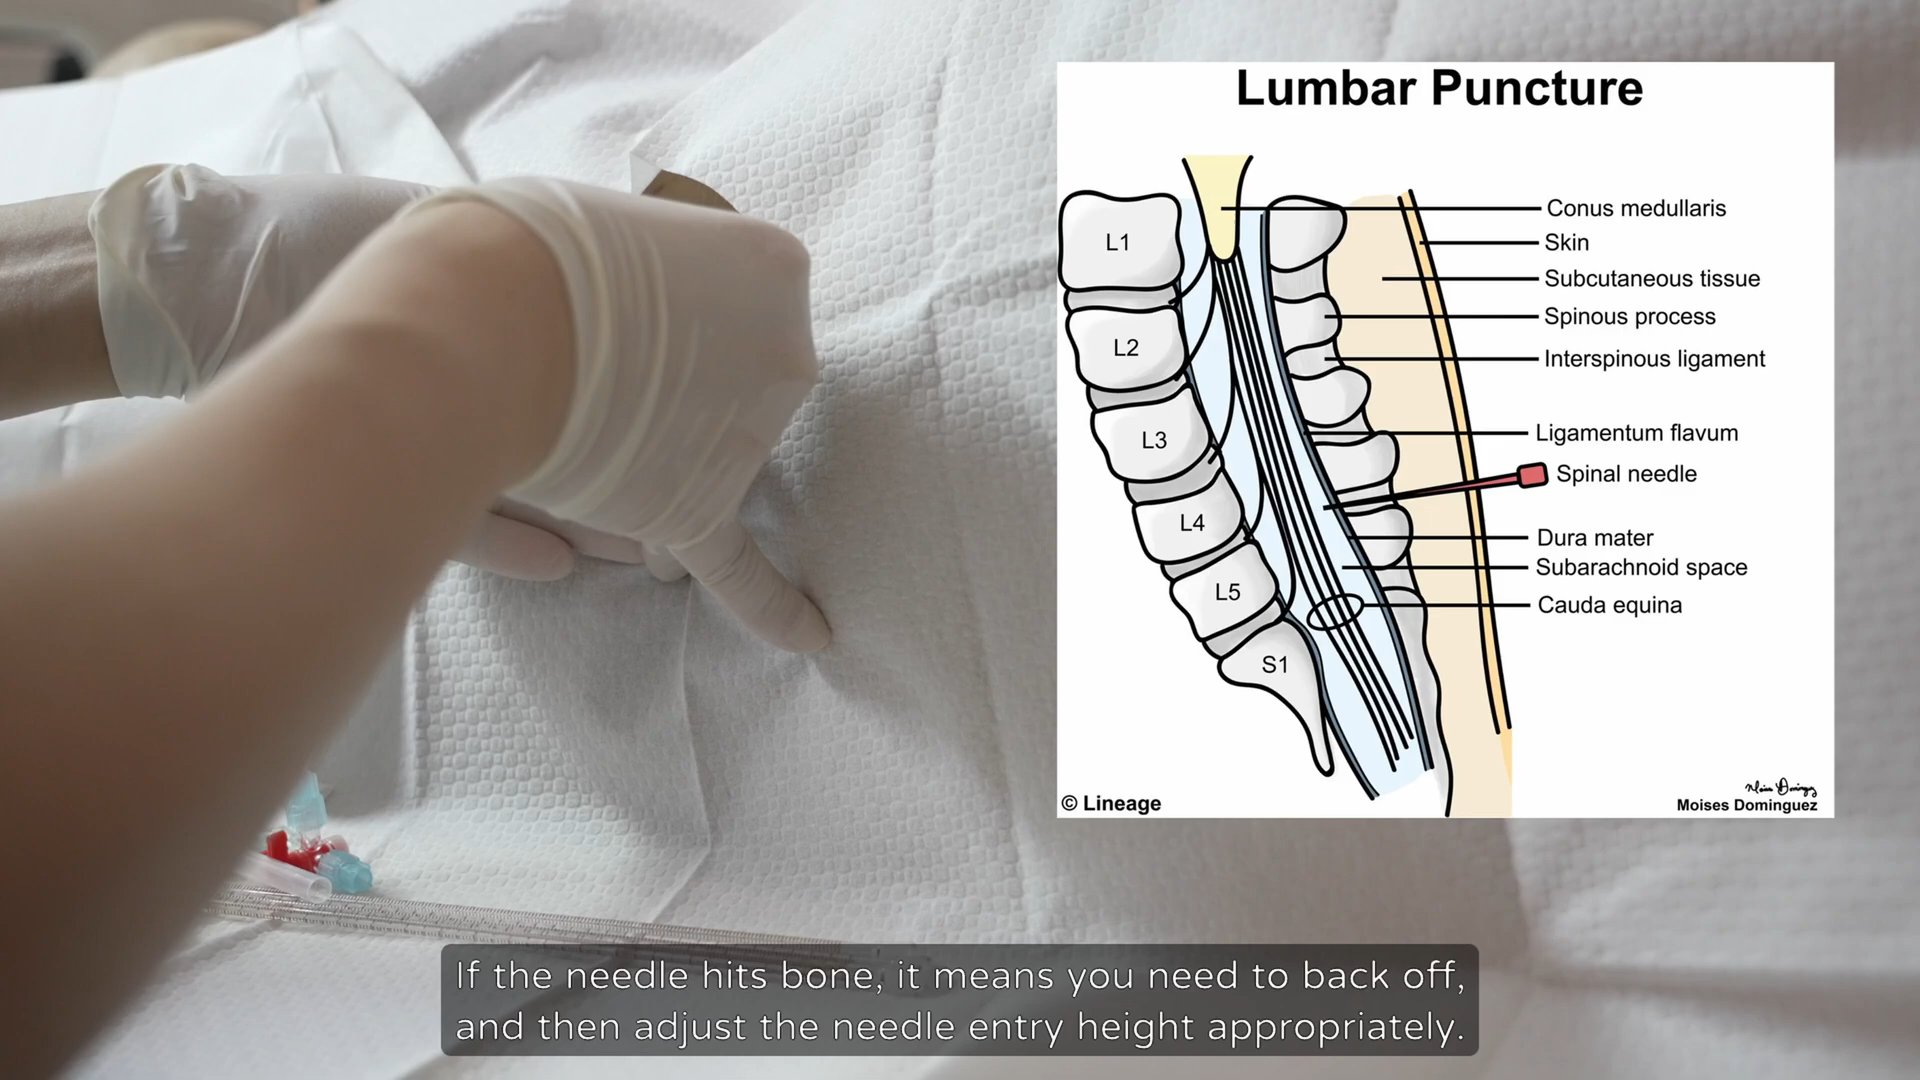 Lumbar Puncture
Conus medullaris
Skin
Subcutaneous tissue
Spinous process
Interspinous ligament
Ligamentum flavum
Spinal needle
Dura mater
Subarachnoid space
Cauda equina
L1
L2
L3
L4
L5
S1
© Lineage
Moises Dominguez
If the needle hits bone, it means you need to back off,
and then adjust the needle entry height appropriately.